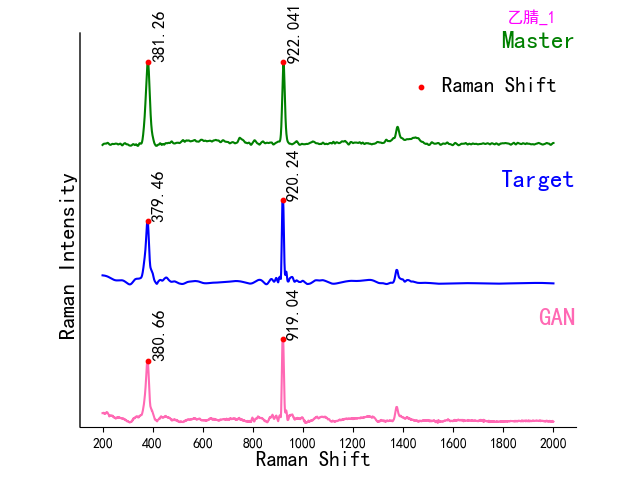 乙腈_1
Master
381.26
922.041
Raman Shift
Target
379.46
920.24
GAN
380.66
919.04
Raman Intensity
200 400 600 800 1000 1200 1400 1600 1800 2000
Raman Shift